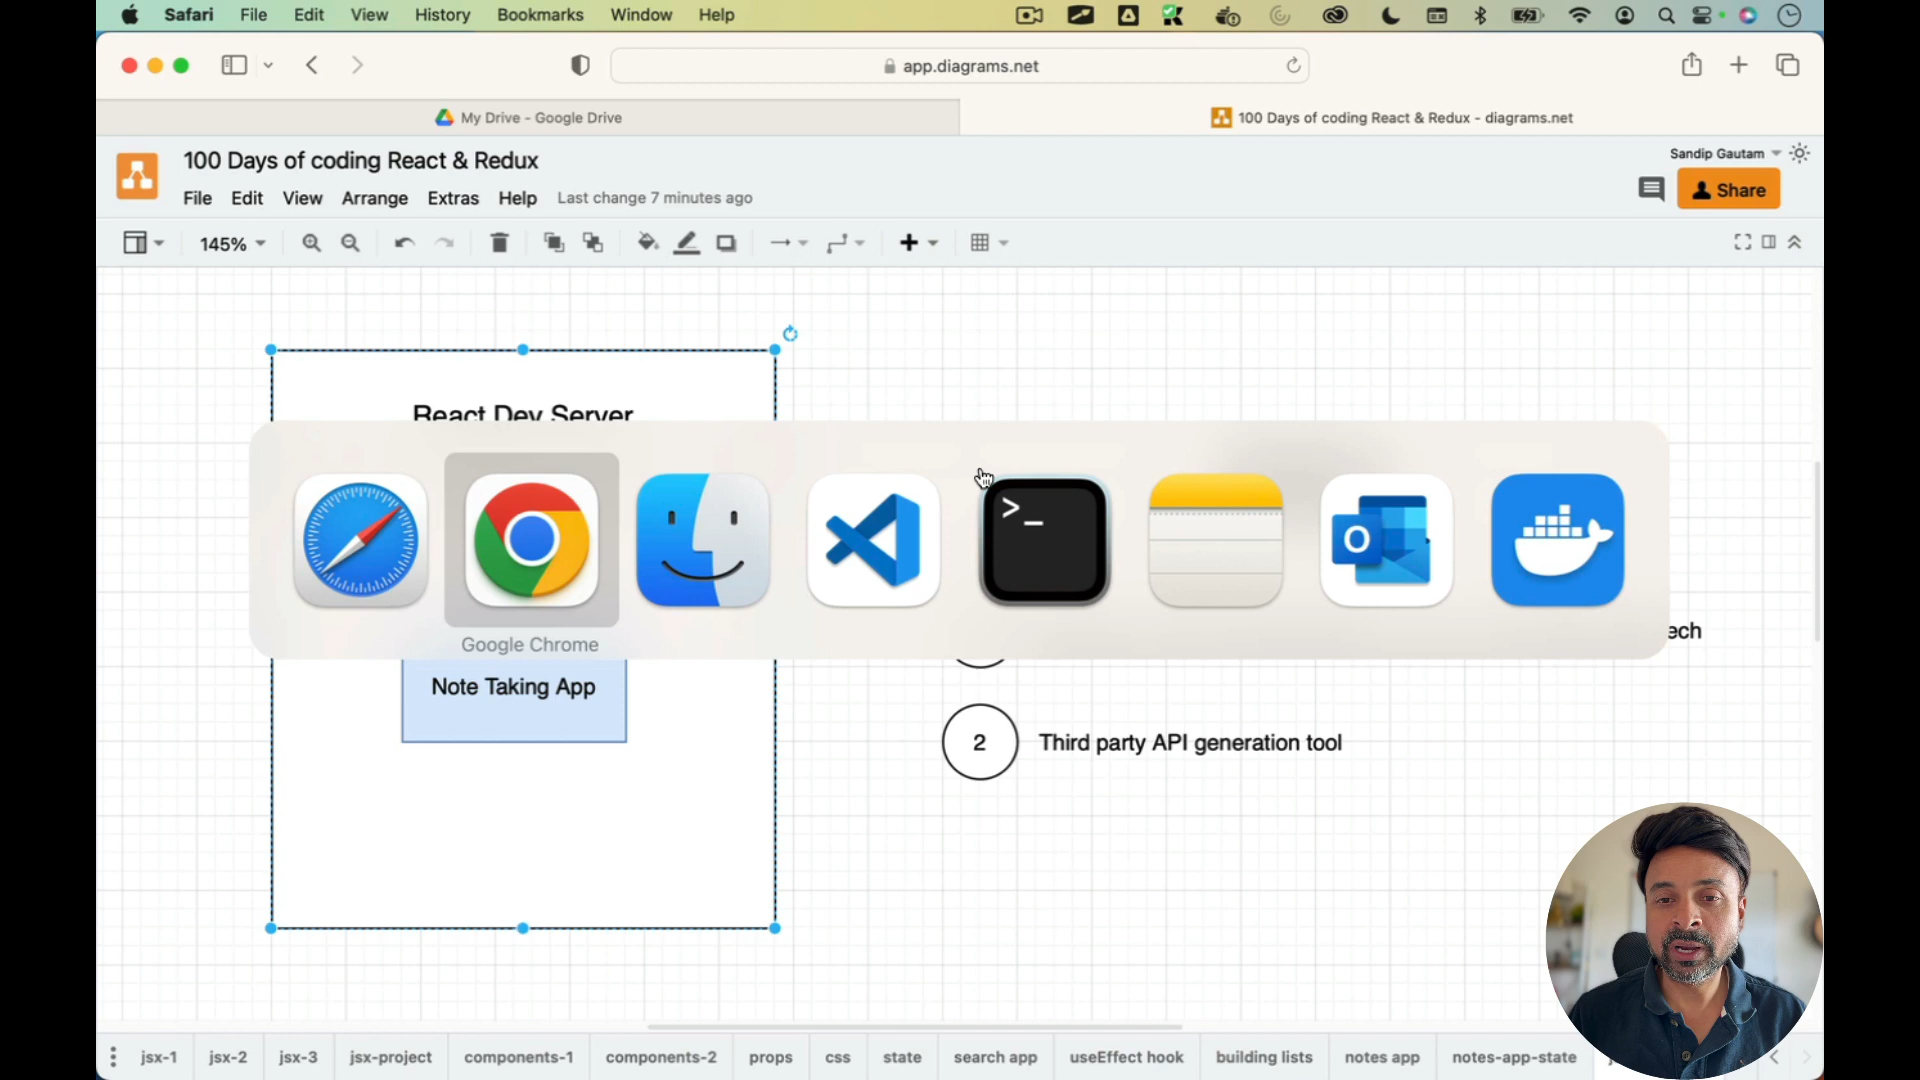 Safari File Edit View History Bookmarks Window Help
app.diagrams.net
My Drive - Google Drive
100 Days of coding React & Redux - diagrams.net
100 Days of coding React & Redux
Sandip Gautam
File Edit View Arrange Extras Help Last change 7 minutes ago
Share
145%
React Dev Server
>_
O
Google Chrome
ech
Note Taking App
2 Third party API generation tool
jsx-1 jsx-2 jsx-3 jsx-project components-1 components-2 props css state search app useEffect hook building lists notes app notes-app-state